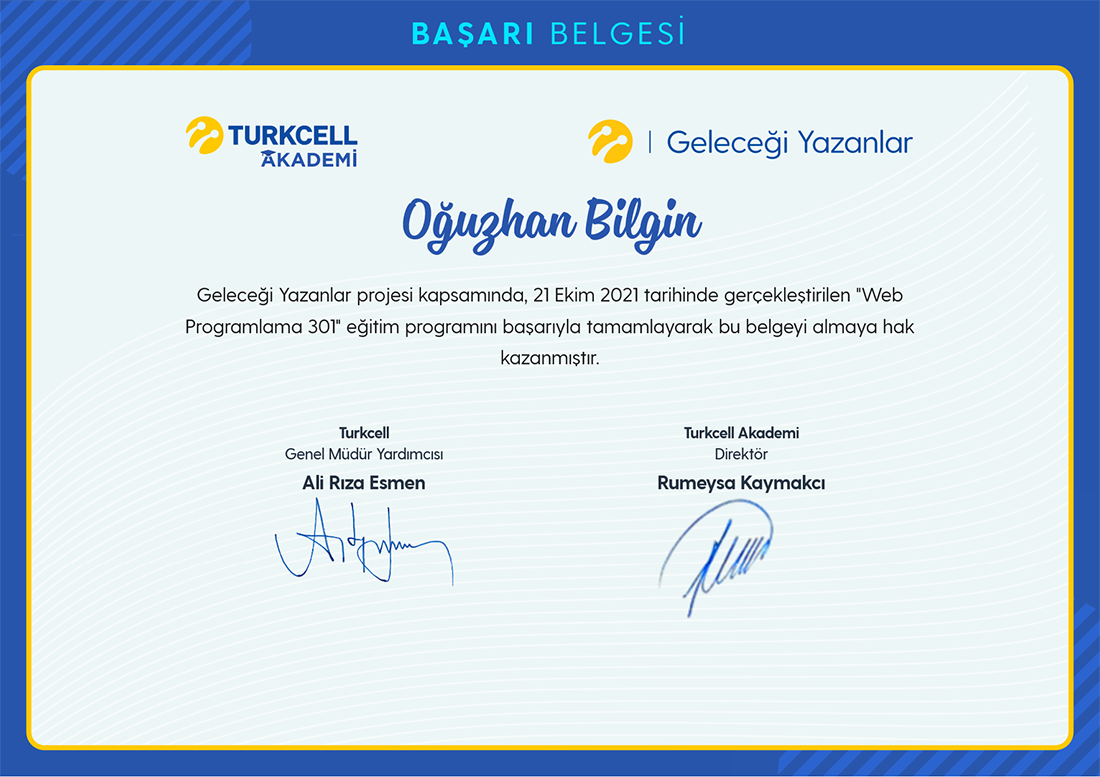 BAŞARI BELGESİ
TURKCELL
AKADEMİ
Geleceği Yazanlar
Oğuzhan Bilgin
Geleceği Yazanlar projesi kapsamında, 21 Ekim 2021 tarihinde gerçekleştirilen "Web
Programlama 301" eğitim programını başarıyla tamamlayarak bu belgeyi almaya hak
kazanmıştır.
Turkcell
Genel Müdür Yardımcısı
Ali Rıza Esmen
Turkcell Akademi
Direktör
Rumeysa Kaymakcı